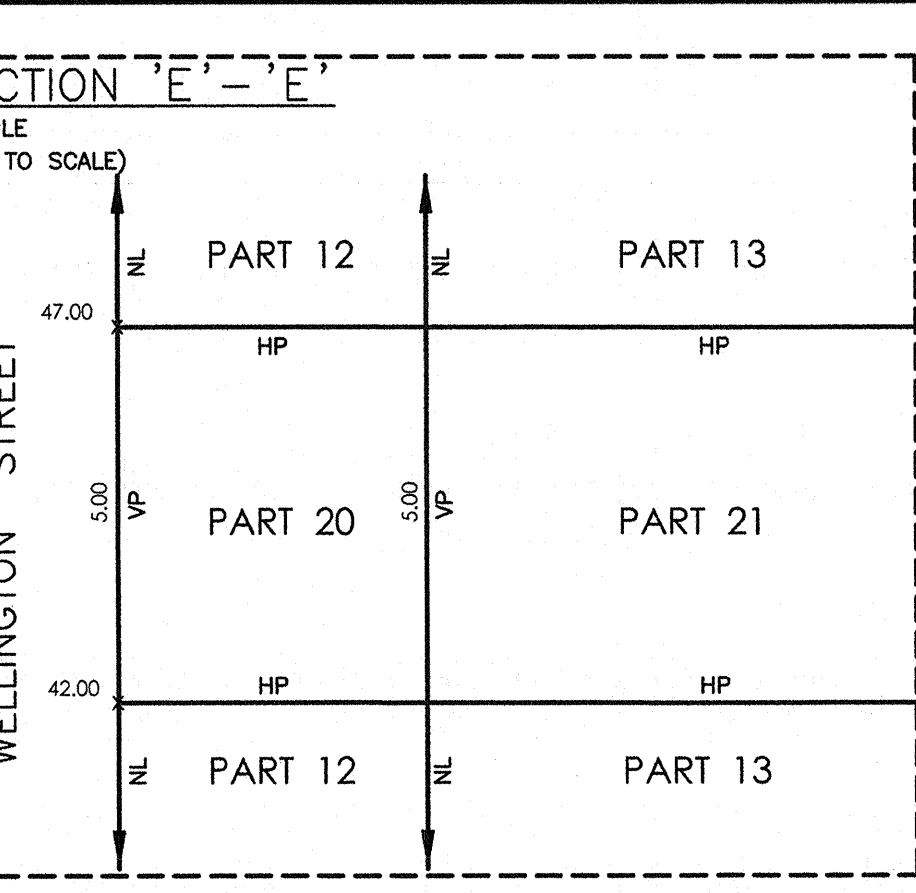 CTION 'E'-'E'
LE
TO SCALE)
NL PART 12 NL PART 13
47.00
HP HP
WELLINGTON STREET
5.00 VP PART 20 5.00 VP PART 21
42.00 HP HP
NL PART 12 NL PART 13